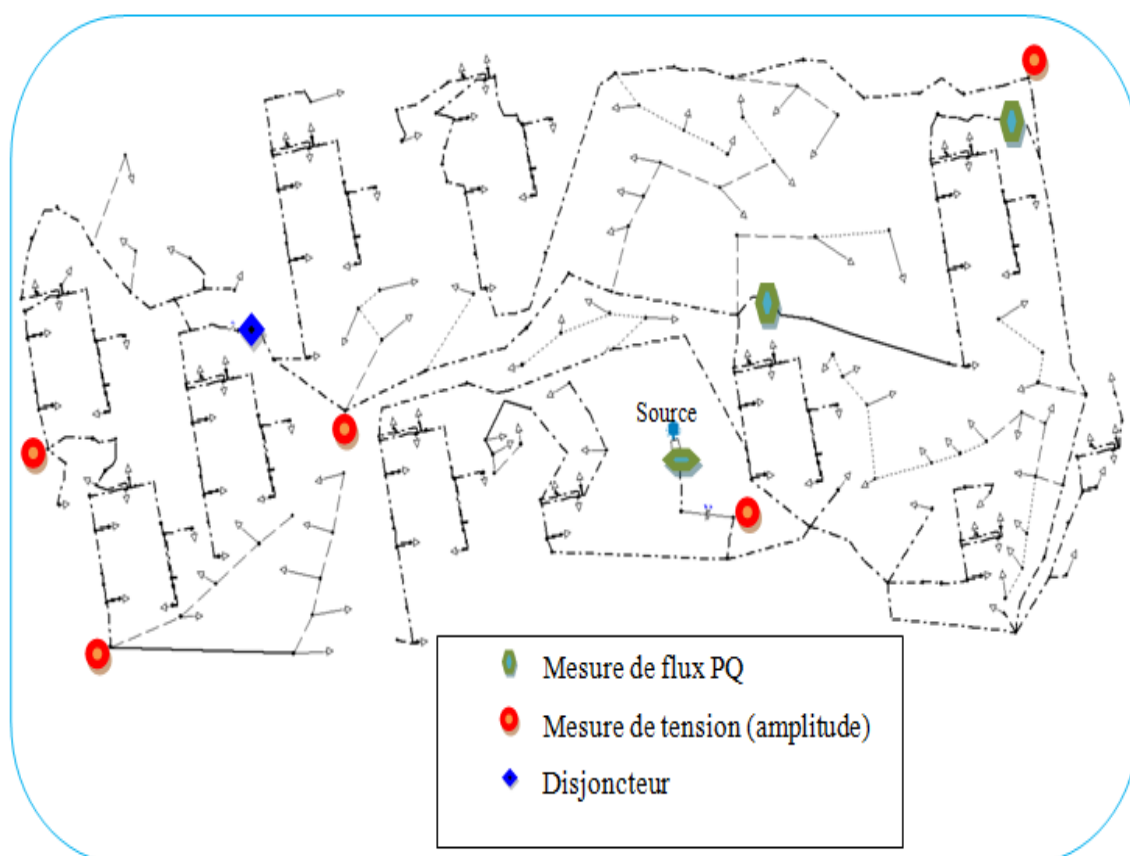 Source
Mesure de flux PQ
Mesure de tension (amplitude)
Disjoncteur